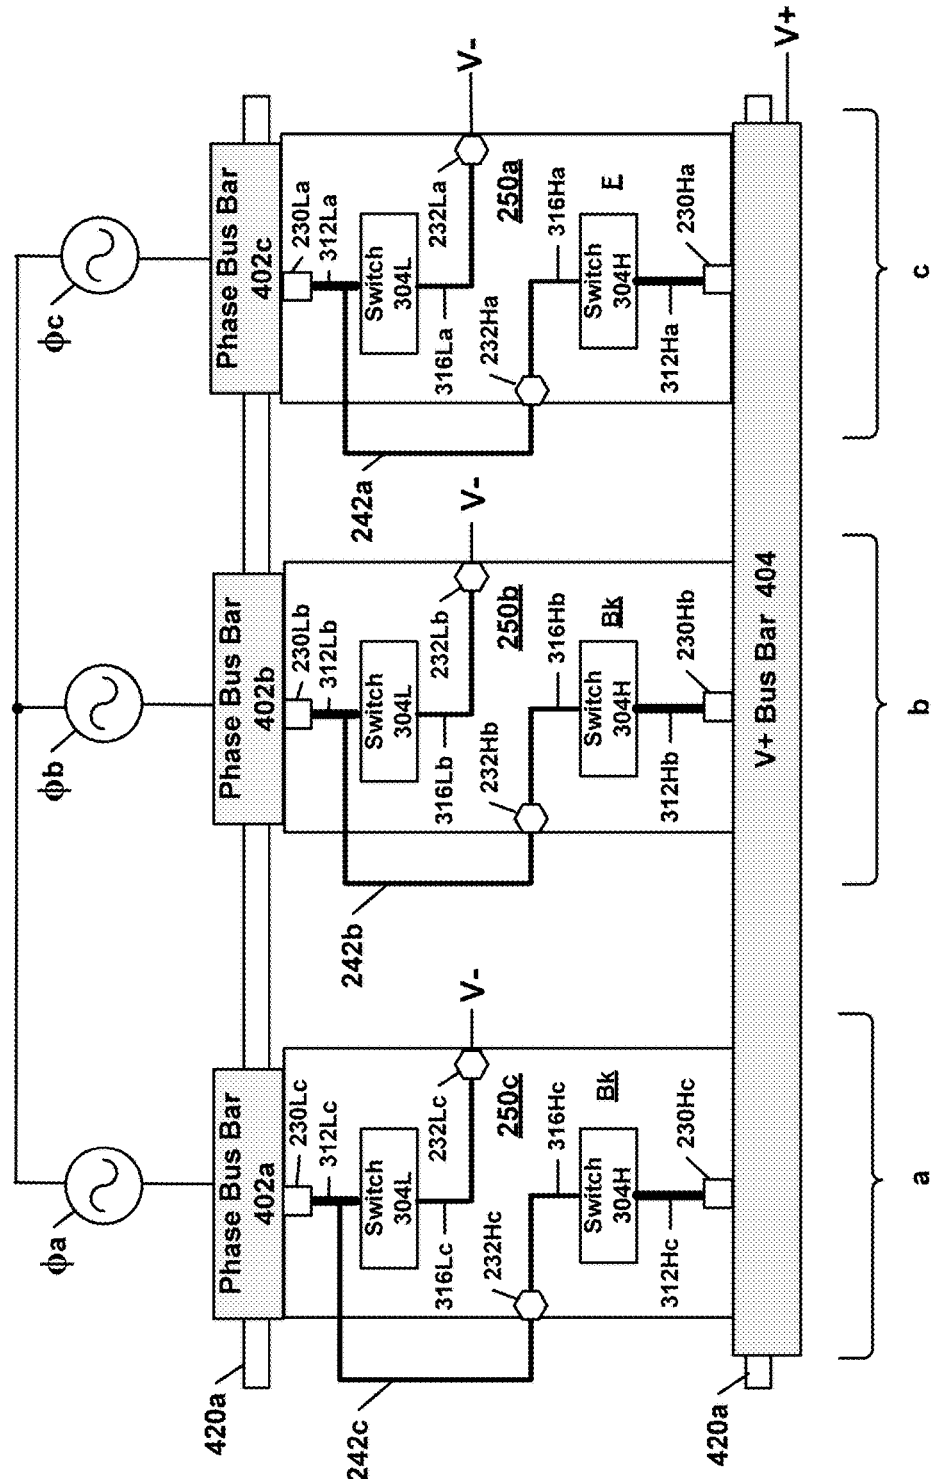 ϕa
ϕb
ϕc
420a
Phase Bus Bar
402a
Phase Bus Bar
402b
Phase Bus Bar
402c
230Lc
312Lc
230Lb
312Lb
230La
312La
Switch
304L
Switch
304L
Switch
304L
242c
242b
242a
316Lc
232Lc
V-
316Lb
232Lb
V-
316La
232La
V-
232Hc
250c
232Hb
250b
232Ha
250a
316Hc
316Hb
316Ha
Switch
304H
Bk
Switch
304H
Bk
Switch
304H
F
312Hc
230Hc
312Hb
230Hb
312Ha
230Ha
420a
V+ Bus Bar 404
V+
a
b
c